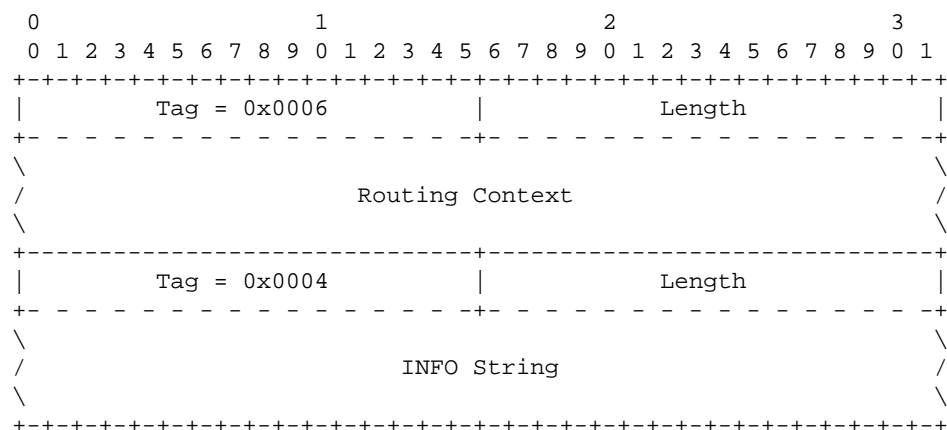 0                   1                   2                   3
 0 1 2 3 4 5 6 7 8 9 0 1 2 3 4 5 6 7 8 9 0 1 2 3 4 5 6 7 8 9 0 1
+-+-+-+-+-+-+-+-+-+-+-+-+-+-+-+-+-+-+-+-+-+-+-+-+-+-+-+-+-+-+-+-+
|         Tag = 0x0006          |            Length             |
+- - - - - - - - - - - - - - - -+- - - - - - - - - - - - - - - -+
\                                                               \
/                       Routing Context                         /
\                                                               \
+-------------------------------+-------------------------------+
|         Tag = 0x0004          |            Length             |
+- - - - - - - - - - - - - - - -+- - - - - - - - - - - - - - - -+
\                                                               \
/                          INFO String                          /
\                                                               \
+-+-+-+-+-+-+-+-+-+-+-+-+-+-+-+-+-+-+-+-+-+-+-+-+-+-+-+-+-+-+-+-+